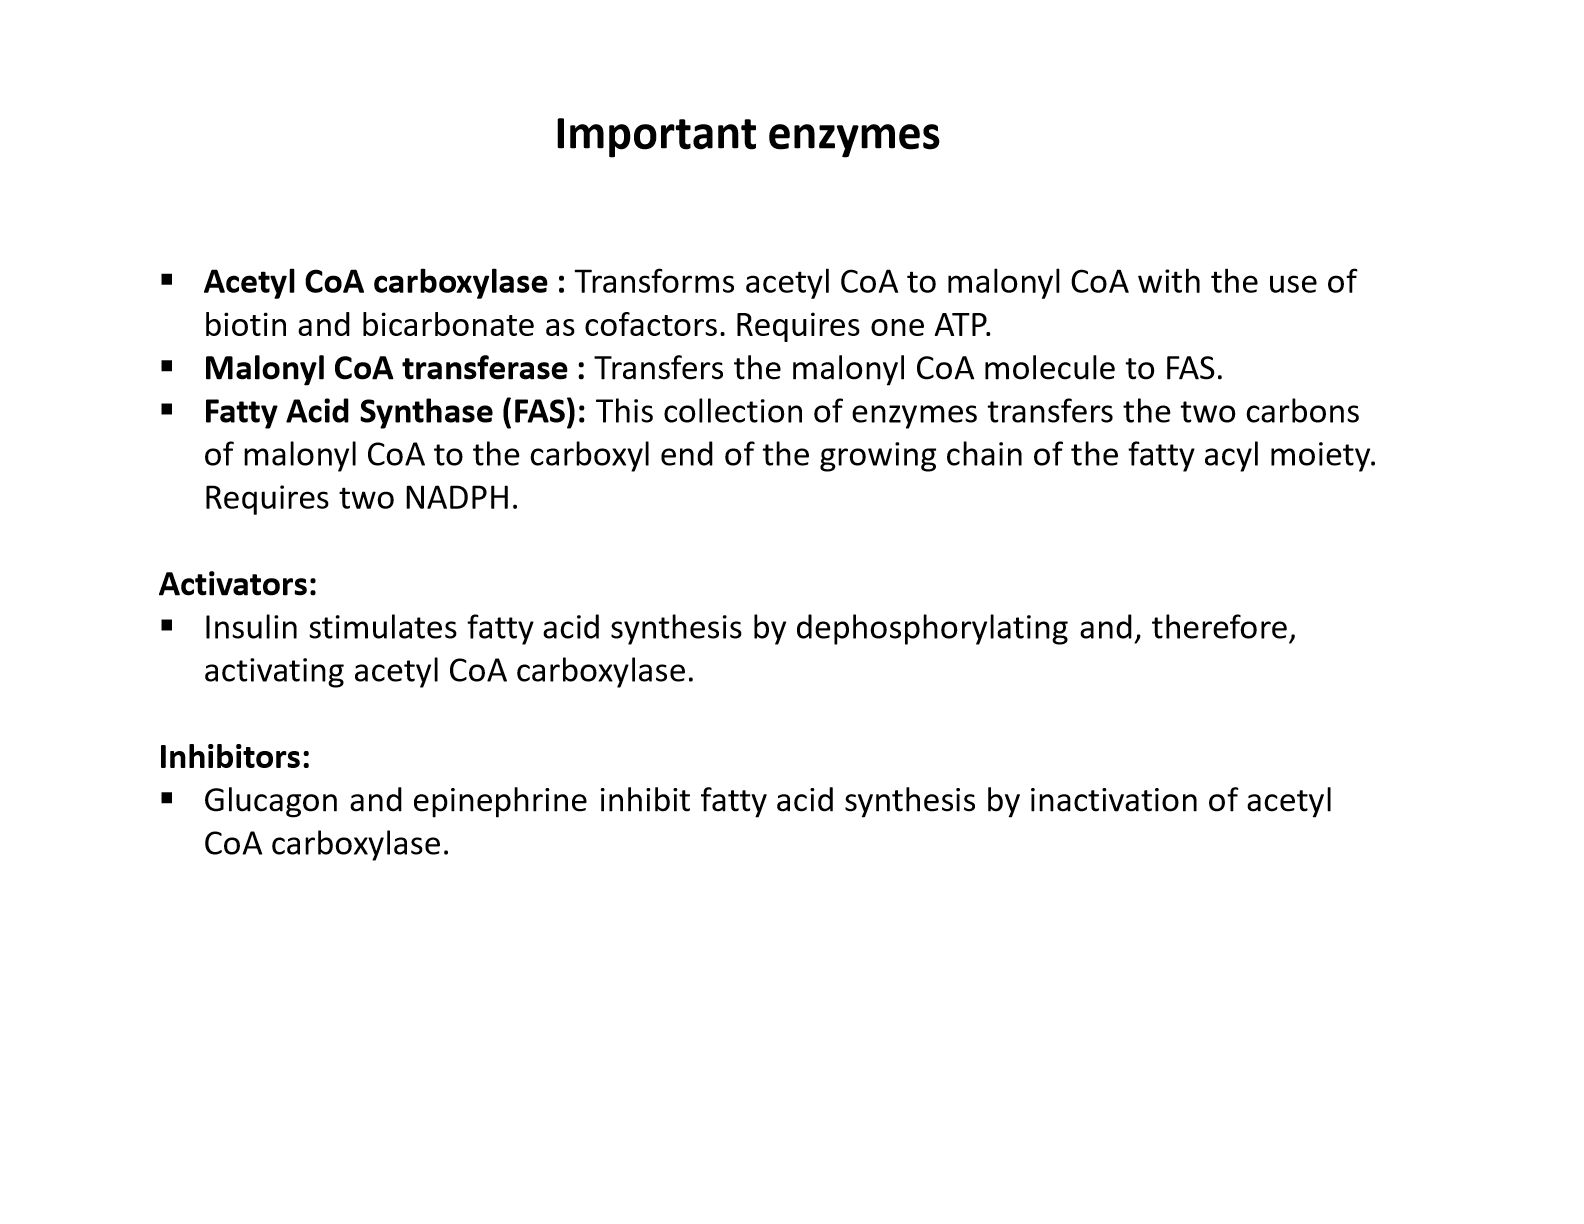 Important enzymes
▪ Acetyl CoA carboxylase : Transforms acetyl CoA to malonyl CoA with the use of
biotin and bicarbonate as cofactors. Requires one ATP.
▪ Malonyl CoA transferase : Transfers the malonyl CoA molecule to FAS.
▪ Fatty Acid Synthase (FAS): This collection of enzymes transfers the two carbons
of malonyl CoA to the carboxyl end of the growing chain of the fatty acyl moiety.
Requires two NADPH.
Activators:
▪ Insulin stimulates fatty acid synthesis by dephosphorylating and, therefore,
activating acetyl CoA carboxylase.
Inhibitors:
▪ Glucagon and epinephrine inhibit fatty acid synthesis by inactivation of acetyl
CoA carboxylase.